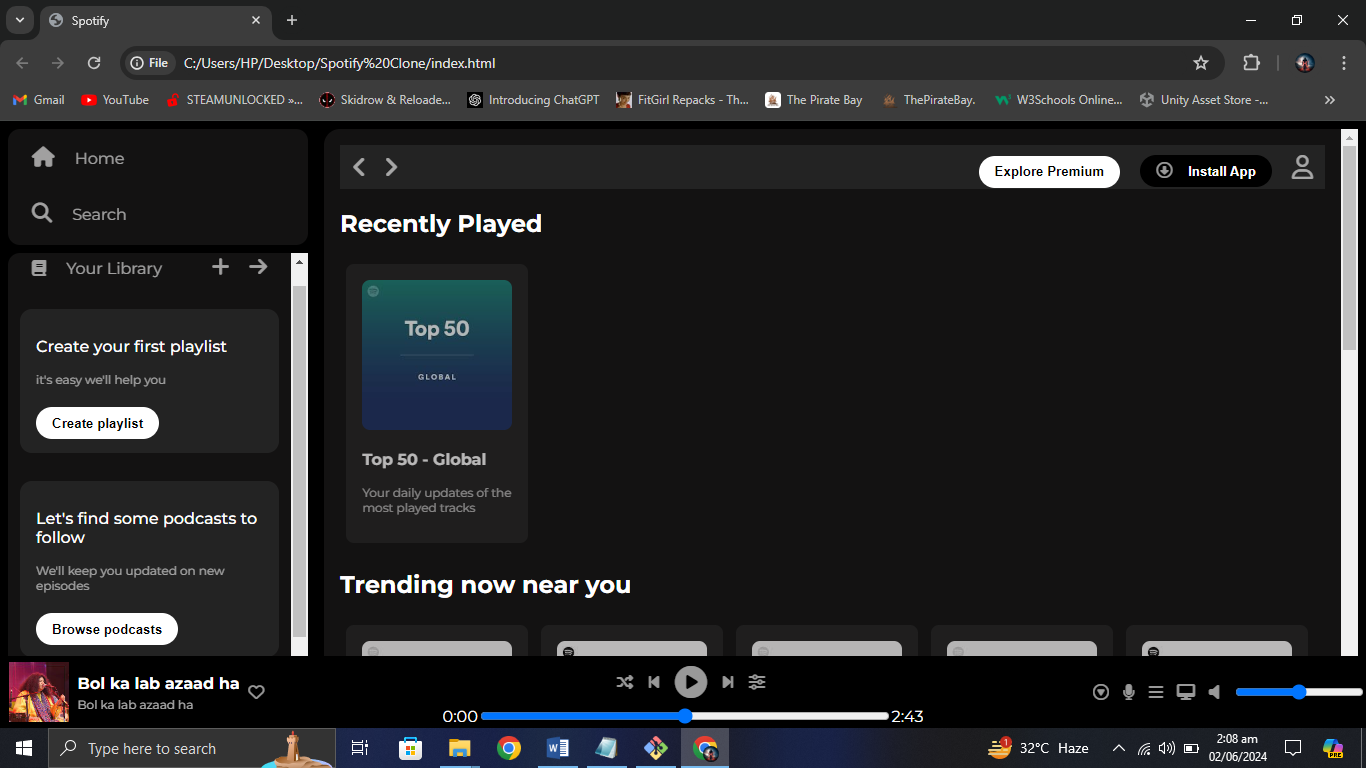 Spotify
File
C:/Users/HP/Desktop/Spotify%20Clone/index.html
Gmail
YouTube
STEAMUNLOCKED »...
Skidrow & Reloade...
Introducing ChatGPT
FitGirl Repacks - Th...
The Pirate Bay
ThePirateBay.
W3Schools Online...
Unity Asset Store -...
Home
Search
Your Library
Create your first playlist
it's easy we'll help you
Create playlist
Let's find some podcasts to
follow
We'll keep you updated on new
episodes
Browse podcasts
Explore Premium
Install App
Recently Played
Top 50
GLOBAL
Top 50 - Global
Your daily updates of the
most played tracks
Trending now near you
Bol ka lab azaad ha
Bol ka lab azaad ha
0:00
2:43
Type here to search
1
32°C Haze
2:08 am
02/06/2024
PRE